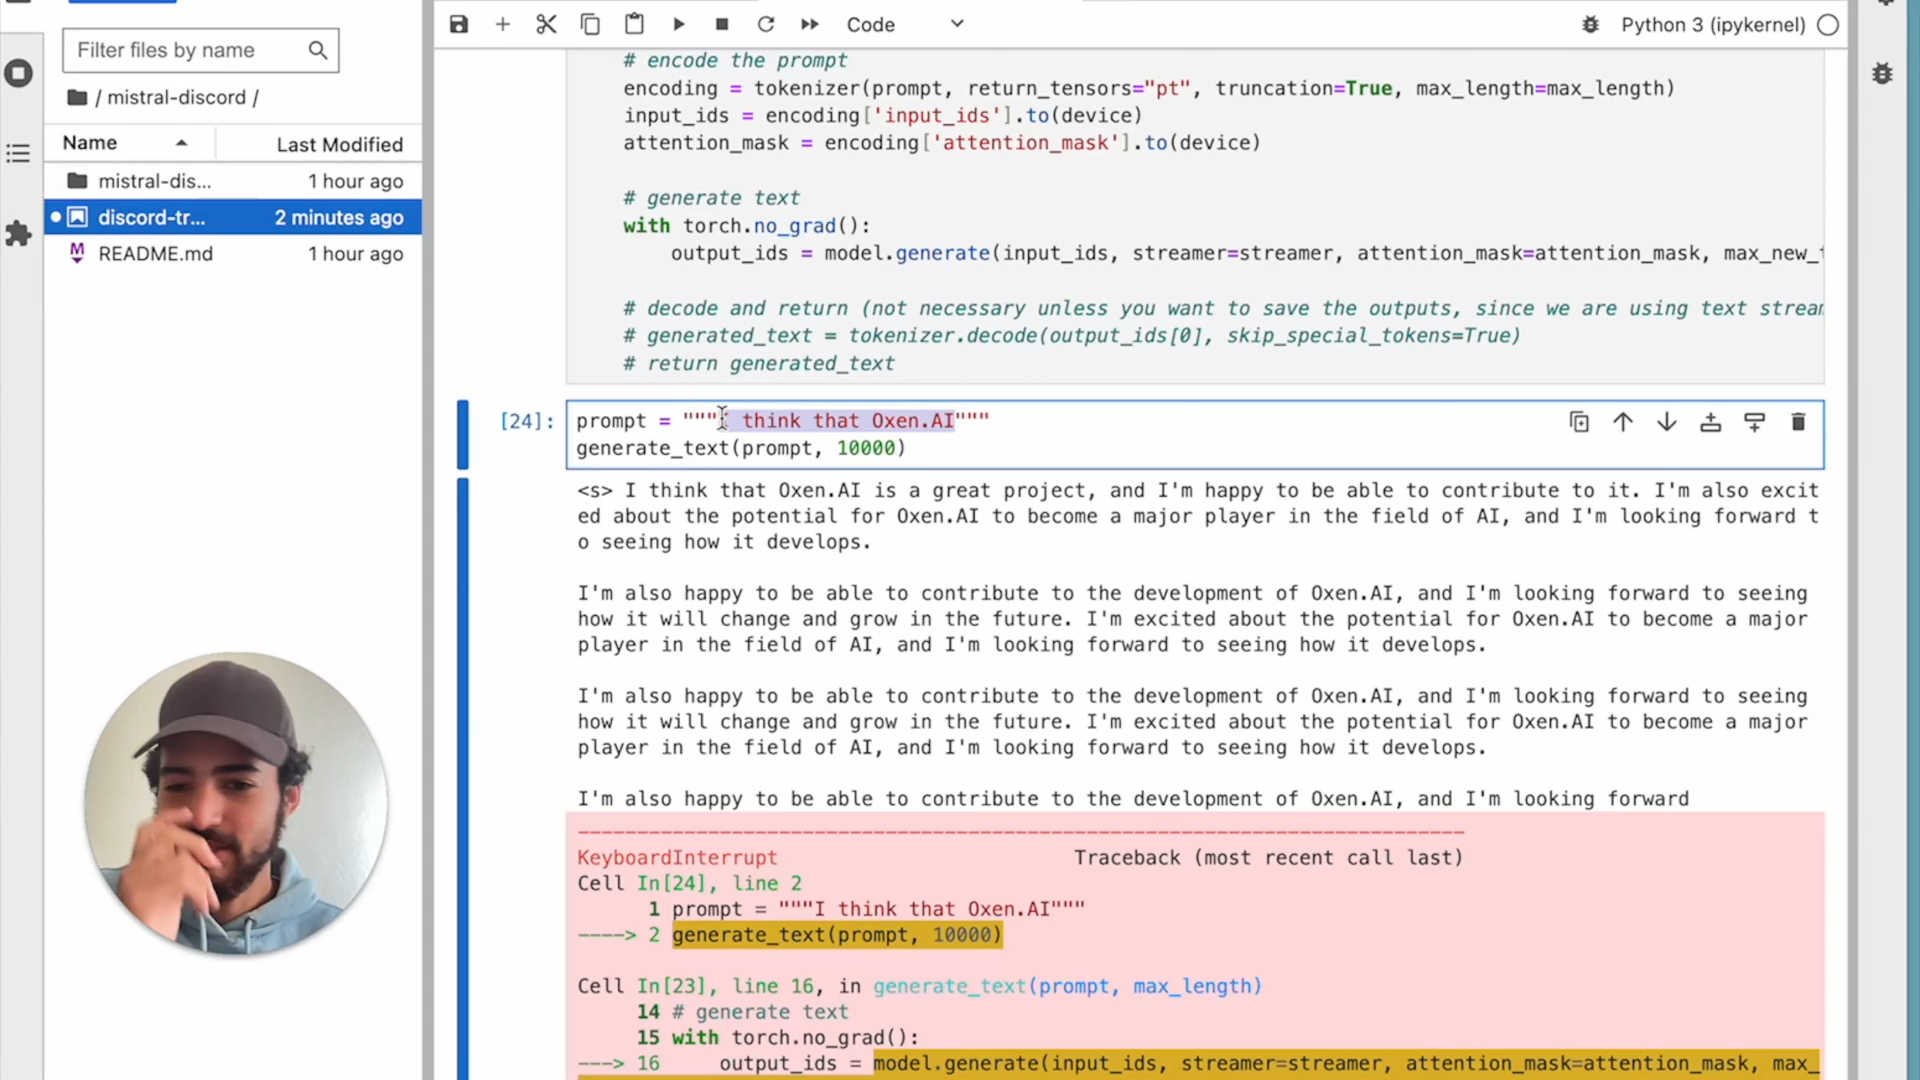 Filter files by name
/ mistral-discord /
Name Last Modified
mistral-dis... 1 hour ago
discord-tr... 2 minutes ago
README.md 1 hour ago
Code
Python 3 (ipykernel)
# encode the prompt
encoding = tokenizer(prompt, return_tensors="pt", truncation=True, max_length=max_length)
input_ids = encoding['input_ids'].to(device)
attention_mask = encoding['attention_mask'].to(device)
# generate text
with torch.no_grad():
output_ids = model.generate(input_ids, streamer=streamer, attention_mask=attention_mask, max_new_t
# decode and return (not necessary unless you want to save the outputs, since we are using text stream
# generated_text = tokenizer.decode(output_ids[0], skip_special_tokens=True)
# return generated_text
[24]: prompt = """I think that Oxen.AI"""
generate_text(prompt, 10000)
<s> I think that Oxen.AI is a great project, and I'm happy to be able to contribute to it. I'm also excit
ed about the potential for Oxen.AI to become a major player in the field of AI, and I'm looking forward t
o seeing how it develops.
I'm also happy to be able to contribute to the development of Oxen.AI, and I'm looking forward to seeing
how it will change and grow in the future. I'm excited about the potential for Oxen.AI to become a major
player in the field of AI, and I'm looking forward to seeing how it develops.
I'm also happy to be able to contribute to the development of Oxen.AI, and I'm looking forward to seeing
how it will change and grow in the future. I'm excited about the potential for Oxen.AI to become a major
player in the field of AI, and I'm looking forward to seeing how it develops.
I'm also happy to be able to contribute to the development of Oxen.AI, and I'm looking forward
---------------------------------------------------------------------------
KeyboardInterrupt Traceback (most recent call last)
Cell In[24], line 2
1 prompt = """I think that Oxen.AI"""
----> 2 generate_text(prompt, 10000)
Cell In[23], line 16, in generate_text(prompt, max_length)
14 # generate text
15 with torch.no_grad():
---> 16 output_ids = model.generate(input_ids, streamer=streamer, attention_mask=attention_mask, max_